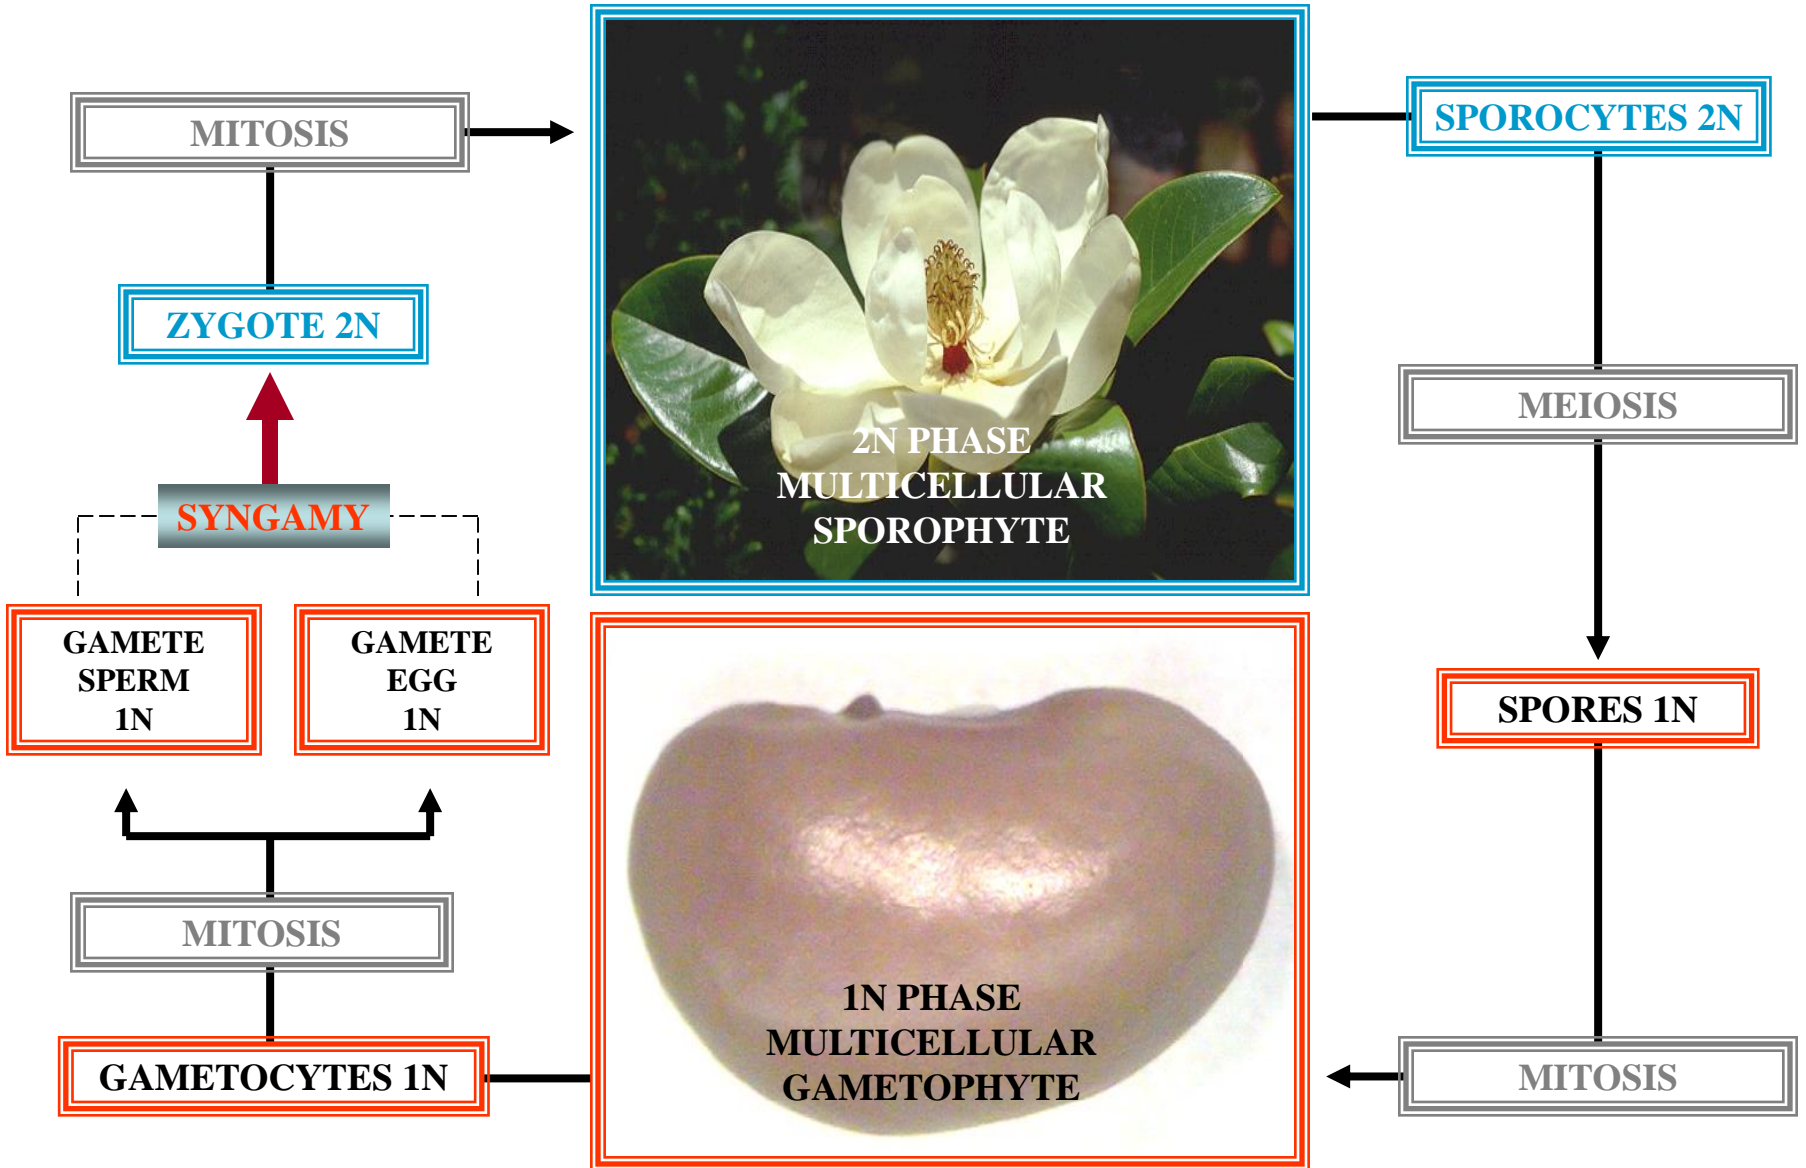 MITOSIS
SPOROCYTES 2N
ZYGOTE 2N
MEIOSIS
2N PHASE
MULTICELLULAR
SPOROPHYTE
SYNGAMY
GAMETE
SPERM
1N
GAMETE
EGG
1N
SPORES 1N
MITOSIS
1N PHASE
MULTICELLULAR
GAMETOPHYTE
GAMETOCYTES 1N
MITOSIS